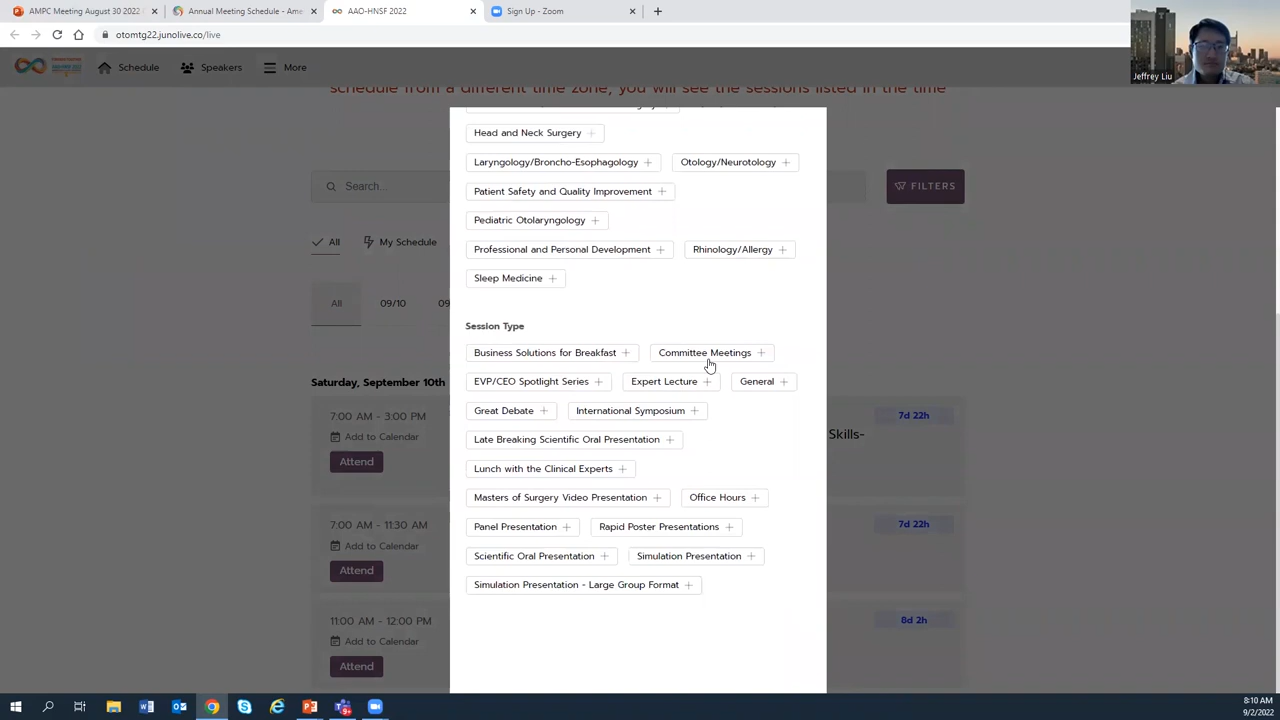 AMPC Meeting August 30 2022 /
Annual Meeting Schedule - Ame
AAO-HNSF 2022
Sign Up - Zoom
otomtg22.junolive.co/live
Jeffrey Liu
Schedule
Speakers
More
schedule from a different time zone, you will see the sessions listed in the time
Head and Neck Surgery
Laryngology/Broncho-Esophagology
Otology/Neurotology
Search...
FILTERS
Patient Safety and Quality Improvement
Pediatric Otolaryngology
All
My Schedule
Professional and Personal Development
Rhinology/Allergy
Sleep Medicine
All
09/10
09
Session Type
Business Solutions for Breakfast
Committee Meetings
EVP/CEO Spotlight Series
Expert Lecture
General
Saturday, September 10th
Great Debate
International Symposium
7:00 AM - 3:00 PM
7d 22h
Add to Calendar
Skills-
Late Breaking Scientific Oral Presentation
Attend
Lunch with the Clinical Experts
Masters of Surgery Video Presentation
Office Hours
7:00 AM - 11:30 AM
7d 22h
Panel Presentation
Rapid Poster Presentations
Add to Calendar
Scientific Oral Presentation
Simulation Presentation
Attend
Simulation Presentation - Large Group Format
11:00 AM - 12:00 PM
8d 2h
Add to Calendar
Attend
8:10 AM
9/2/2022